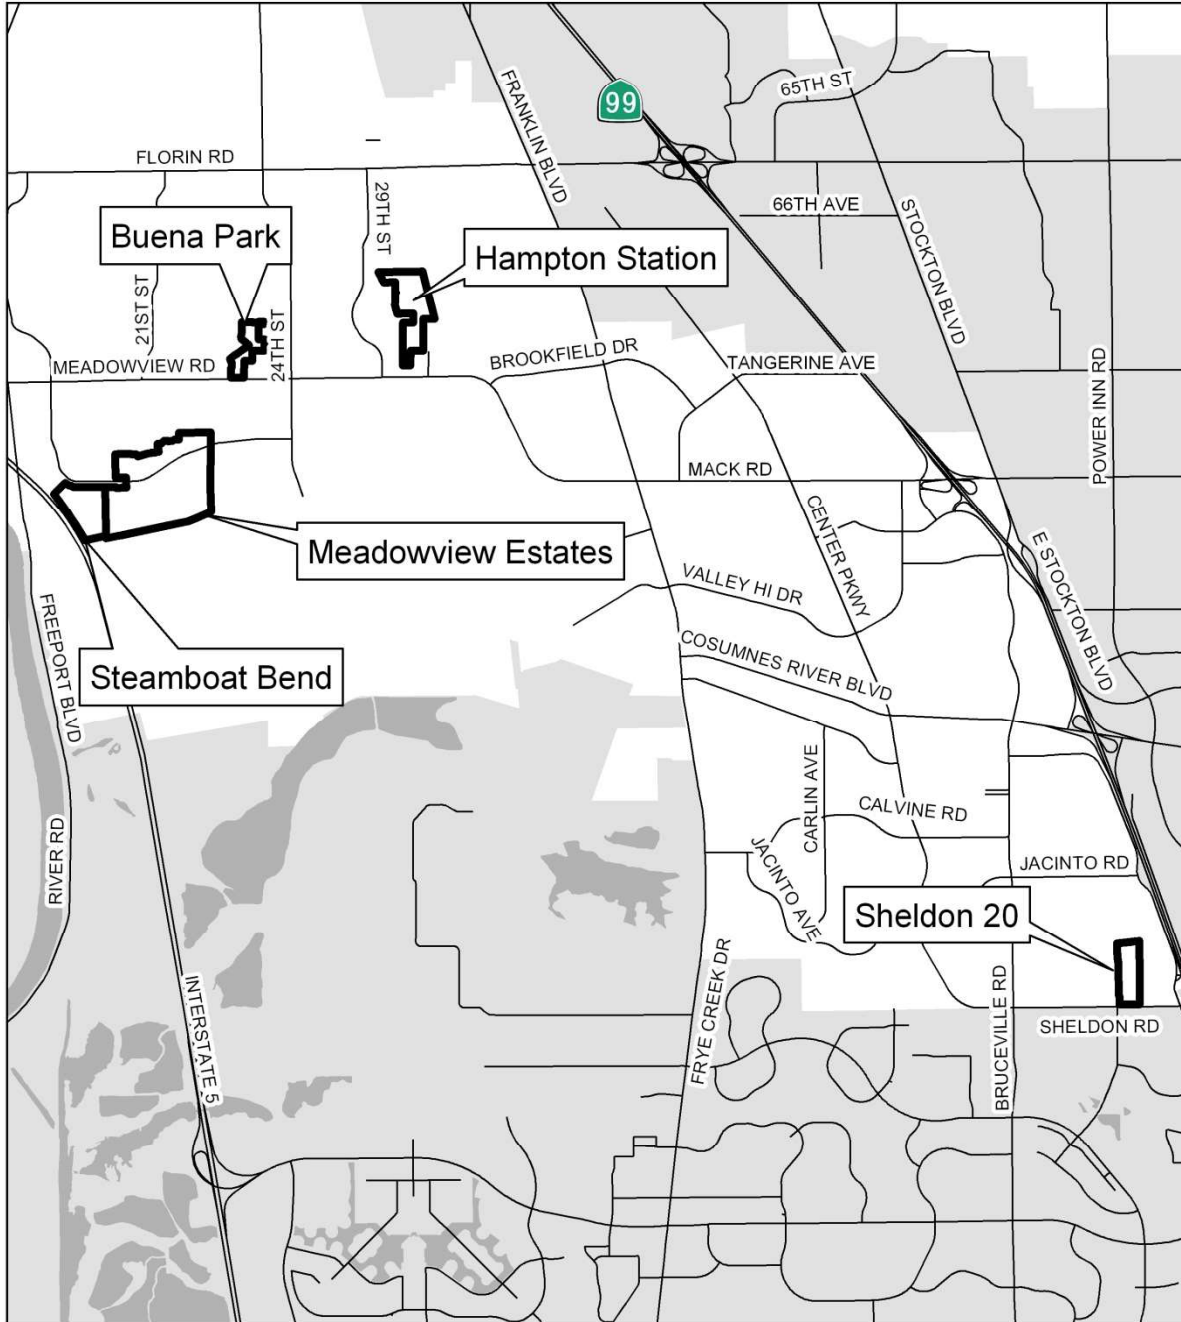 99
65TH ST
FRANKLIN BLVD
FLORIN RD
29TH ST
66TH AVE
STOCKTON BLVD
Buena Park
Hampton Station
21ST ST
24TH ST
MEADOWVIEW RD
BROOKFIELD DR
TANGERINE AVE
POWER INN RD
MACK RD
Meadowview Estates
CENTER PKWY
E STOCKTON BLVD
VALLEY HI DR
FREEPORT BLVD
Steamboat Bend
COSUMNES RIVER BLVD
CARLIN AVE
CALVINE RD
RIVER RD
JACINTO AVE
JACINTO RD
Sheldon 20
INTERSTATE 5
FRYE CREEK DR
BRUCEVILLE RD
SHELDON RD